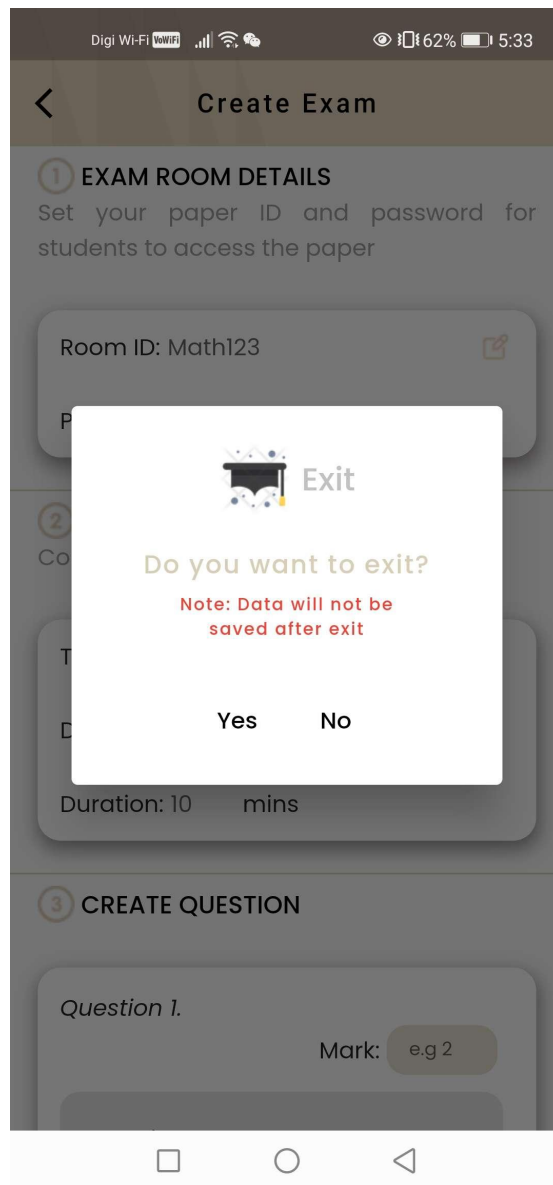 Digi Wi-Fi VoWiFi 62% 5:33
Create Exam
1 EXAM ROOM DETAILS
Set your paper ID and password for
students to access the paper
Room ID: Math123
P
Exit
2
Co
Do you want to exit?
Note: Data will not be
saved after exit
T
D
Yes No
Duration: 10 mins
3 CREATE QUESTION
Question 1.
Mark: e.g 2